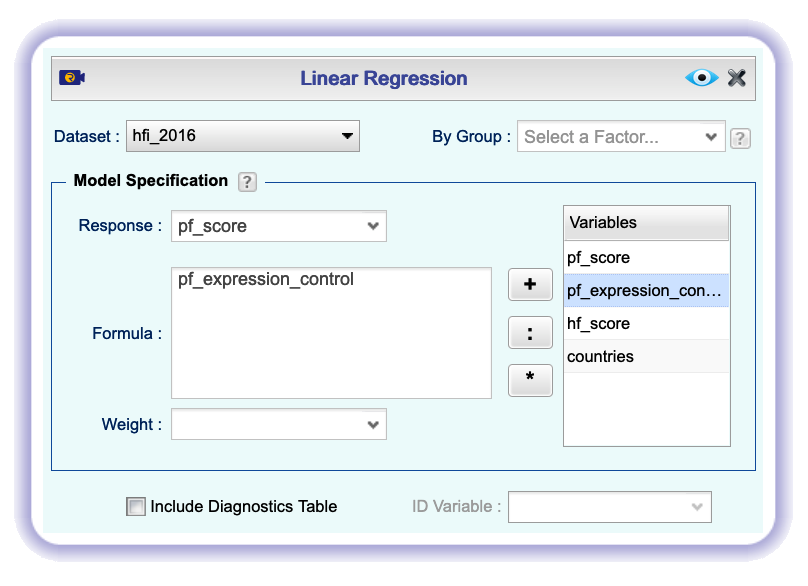 Linear Regression
Dataset : hfi_2016 By Group : Select a Factor... ?
Model Specification ?
Response : pf_score
Variables
pf_score
pf_expression_con...
hf_score
countries
Formula : pf_expression_control
+
:
*
Weight :
Include Diagnostics Table ID Variable :